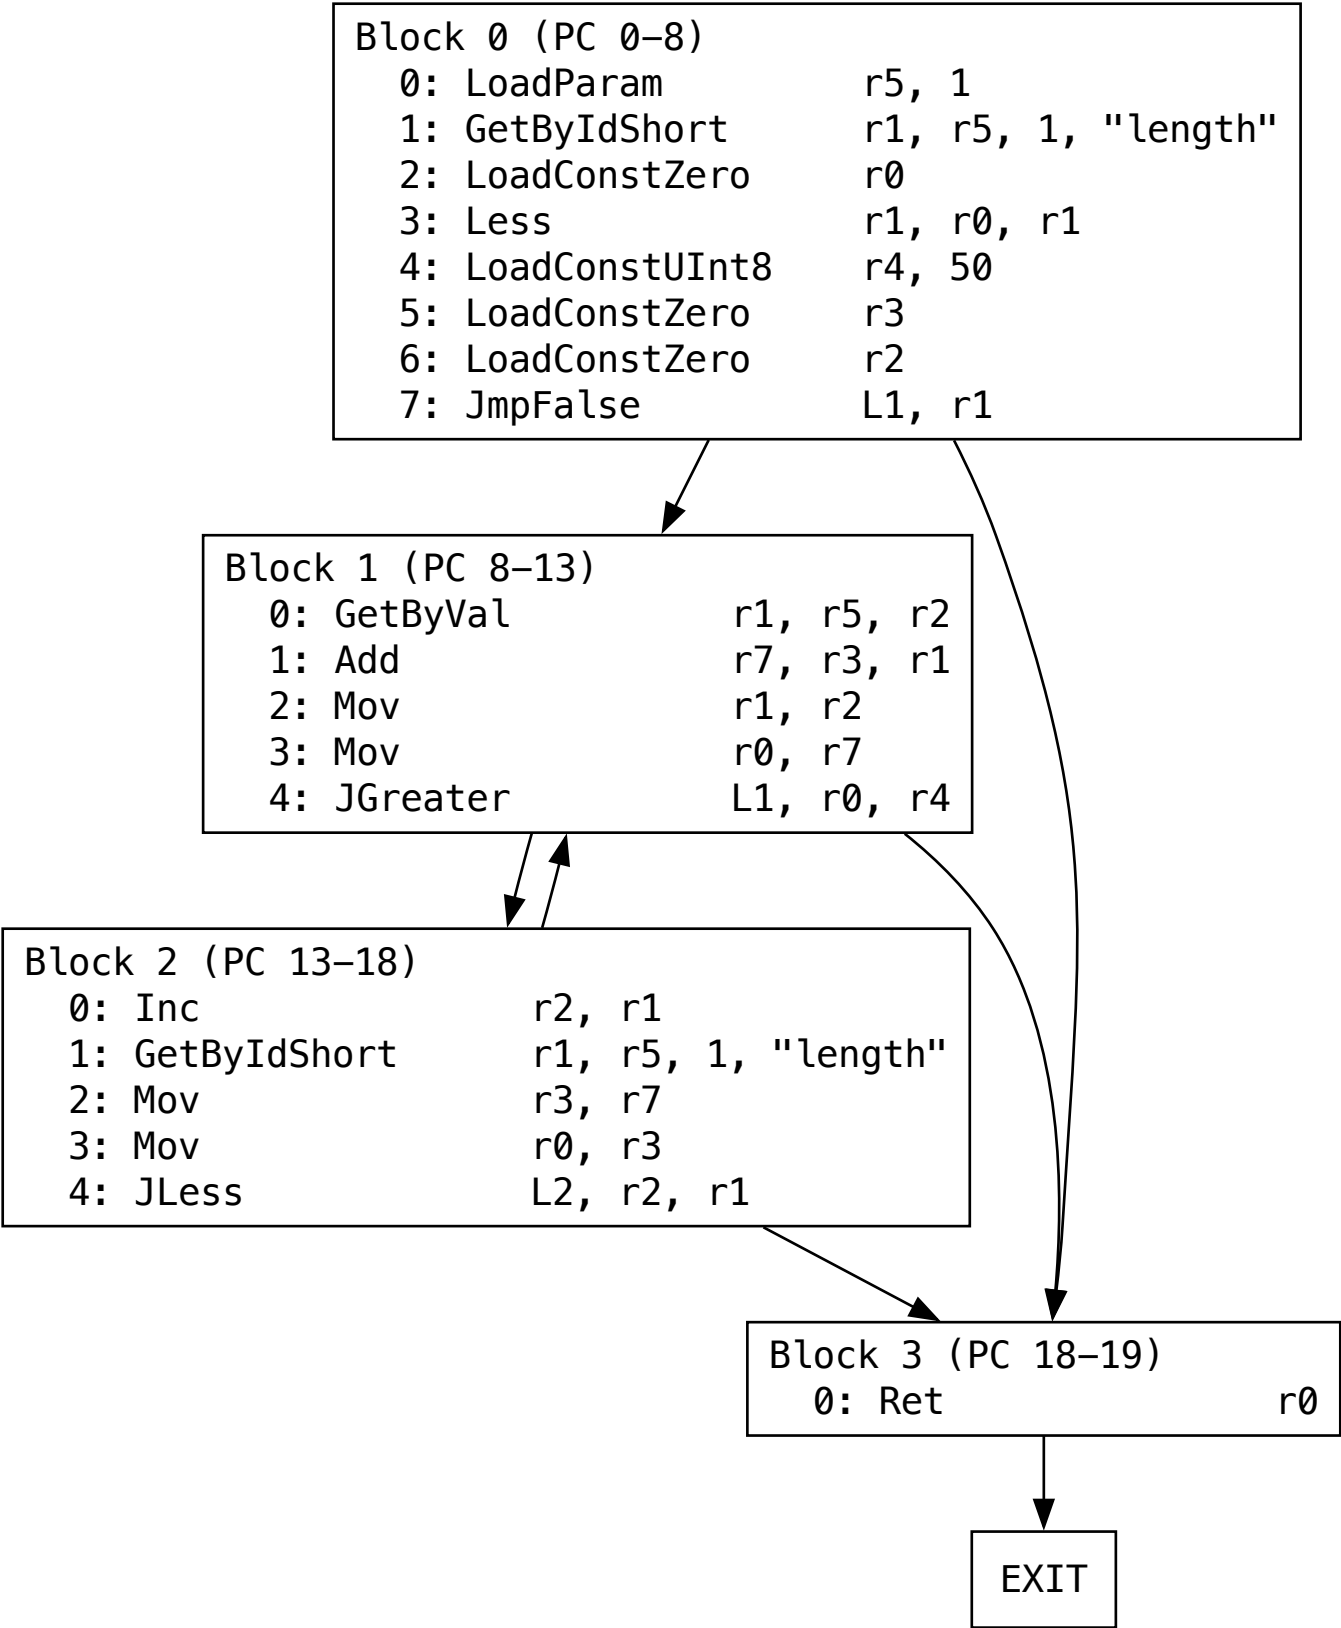 Block 0 (PC 0–8)
0: LoadParam r5, 1
1: GetByIdShort r1, r5, 1, "length"
2: LoadConstZero r0
3: Less r1, r0, r1
4: LoadConstUInt8 r4, 50
5: LoadConstZero r3
6: LoadConstZero r2
7: JmpFalse L1, r1
Block 1 (PC 8–13)
0: GetByVal r1, r5, r2
1: Add r7, r3, r1
2: Mov r1, r2
3: Mov r0, r7
4: JGreater L1, r0, r4
Block 2 (PC 13–18)
0: Inc r2, r1
1: GetByIdShort r1, r5, 1, "length"
2: Mov r3, r7
3: Mov r0, r3
4: JLess L2, r2, r1
Block 3 (PC 18–19)
0: Ret r0
EXIT